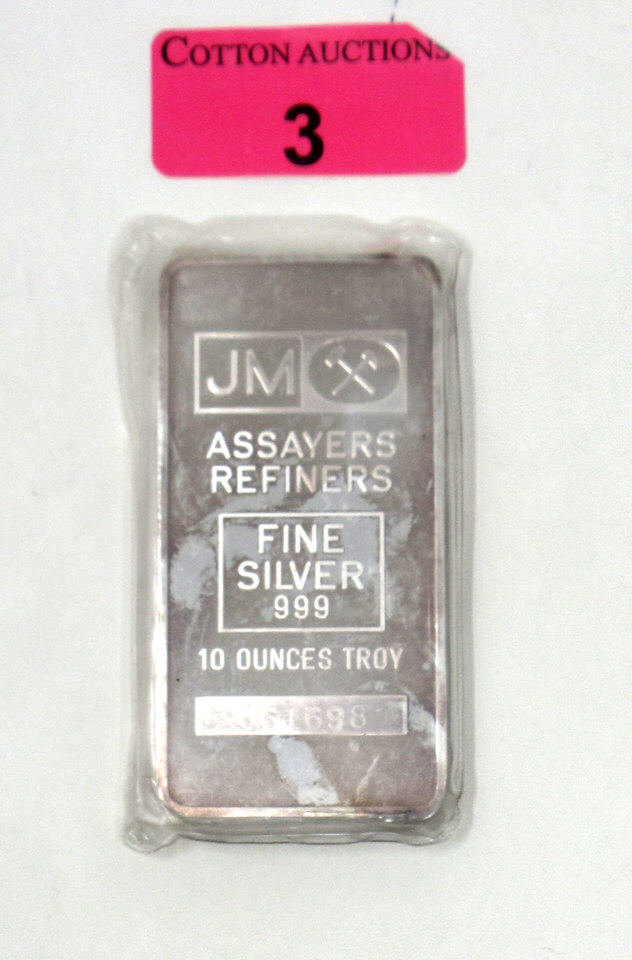 COTTON AUCTIONS
3
JM
ASSAYERS
REFINERS
FINE
SILVER
999
10 OUNCES TROY